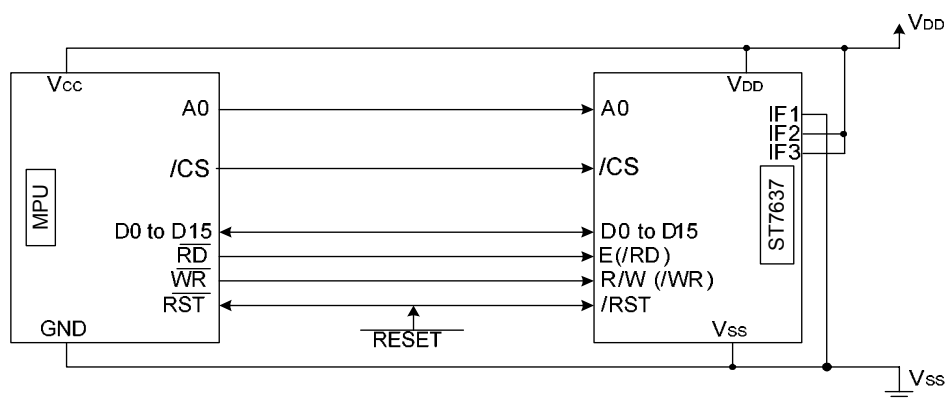 VDD
VCC
VDD
A0
A0
IF1
IF2
IF3
/CS
/CS
MPU
ST7637
D0 to D15
D0 to D15
RD
E(/RD)
WR
R/W (/WR)
RST
/RST
GND
RESET
VSS
VSS